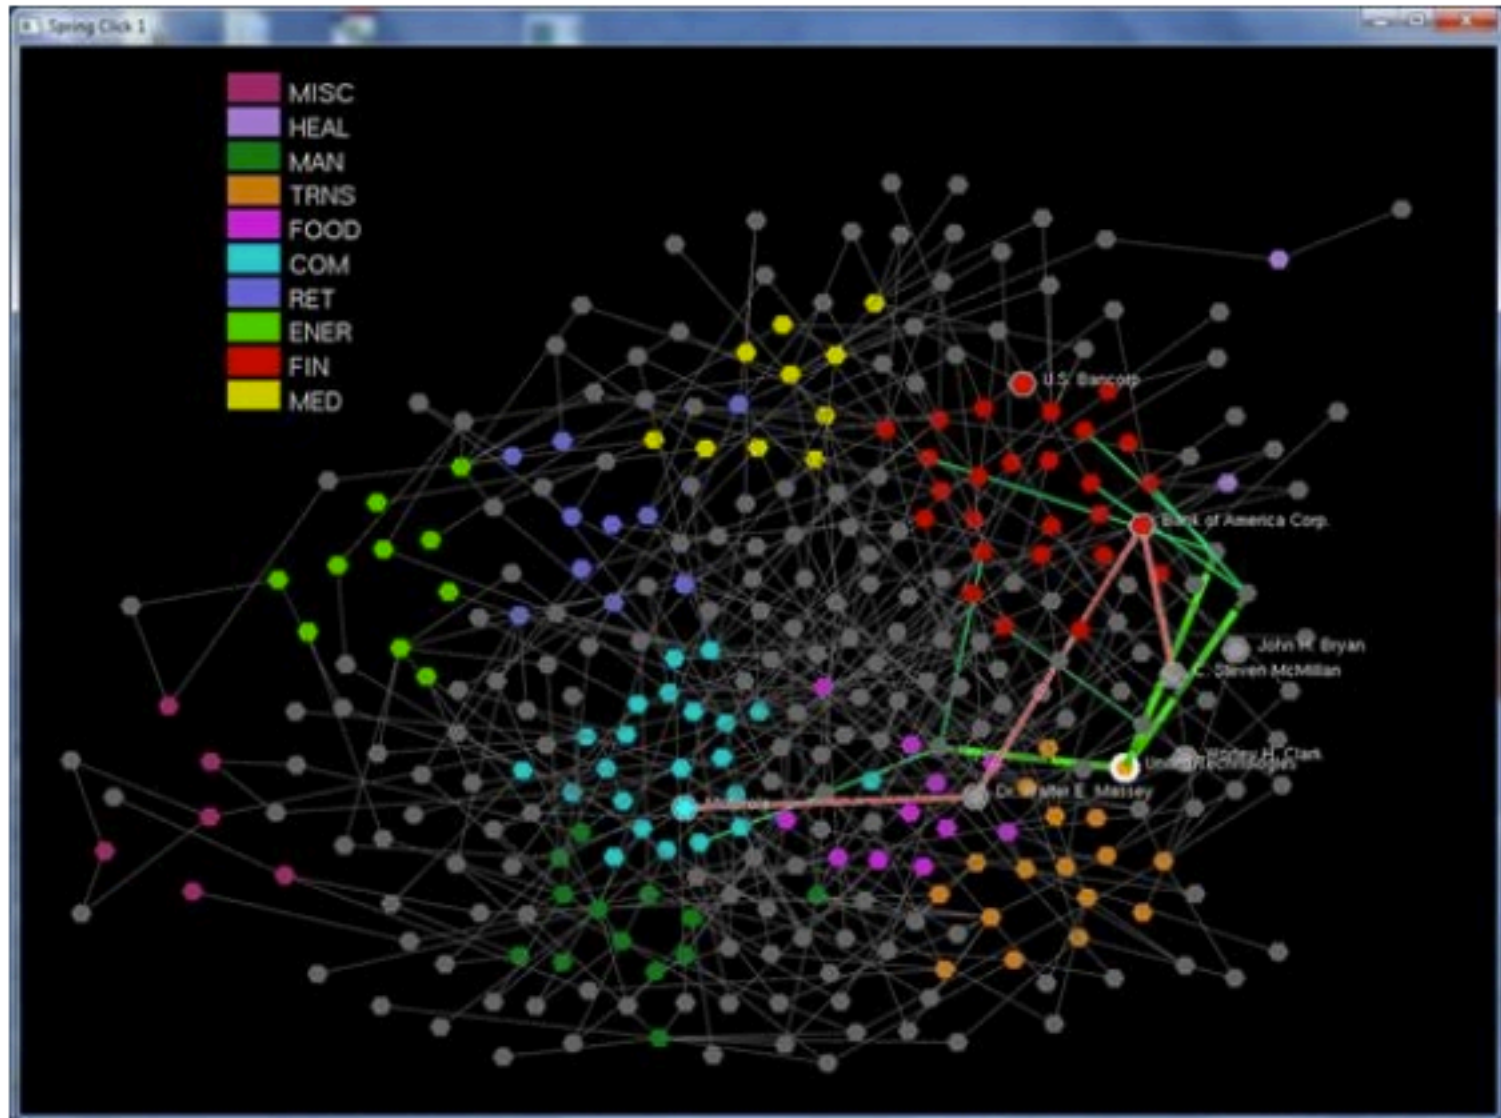 Spring Click 1
MISC
HEAL
MAN
TRNS
FOOD
COM
RET
ENER
FIN
MED
U.S. Bancorp
Bank of America Corp.
John H. Bryan
C. Steven McMillan
H. Clark
Dr. Walter E. Massey